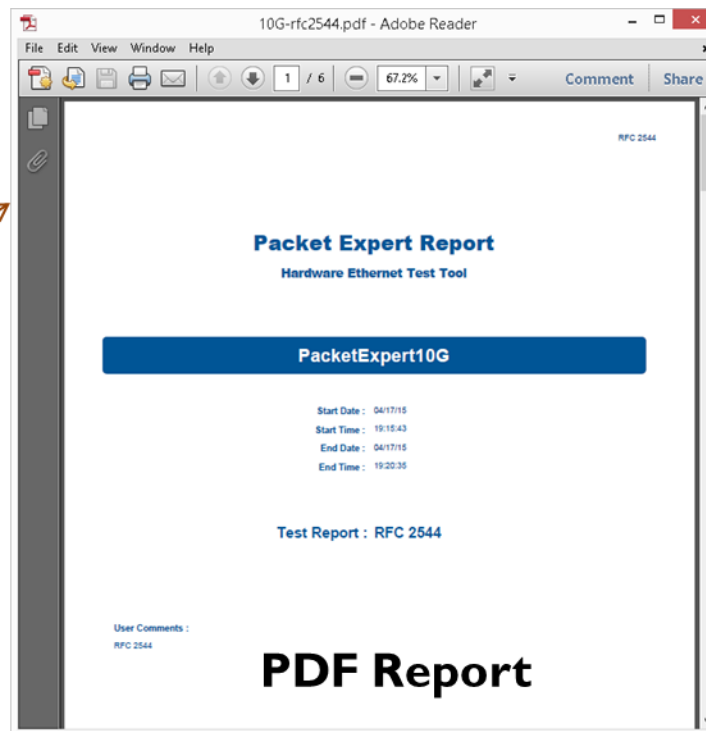 10G-rfc2544.pdf - Adobe Reader
File Edit View Window Help
1 / 6 67.2% Comment Share
RFC 2544
Packet Expert Report
Hardware Ethernet Test Tool
PacketExpert10G
Start Date : 04/17/15
Start Time : 19:15:43
End Date : 04/17/15
End Time : 19:20:35
Test Report : RFC 2544
User Comments :
RFC 2544
PDF Report